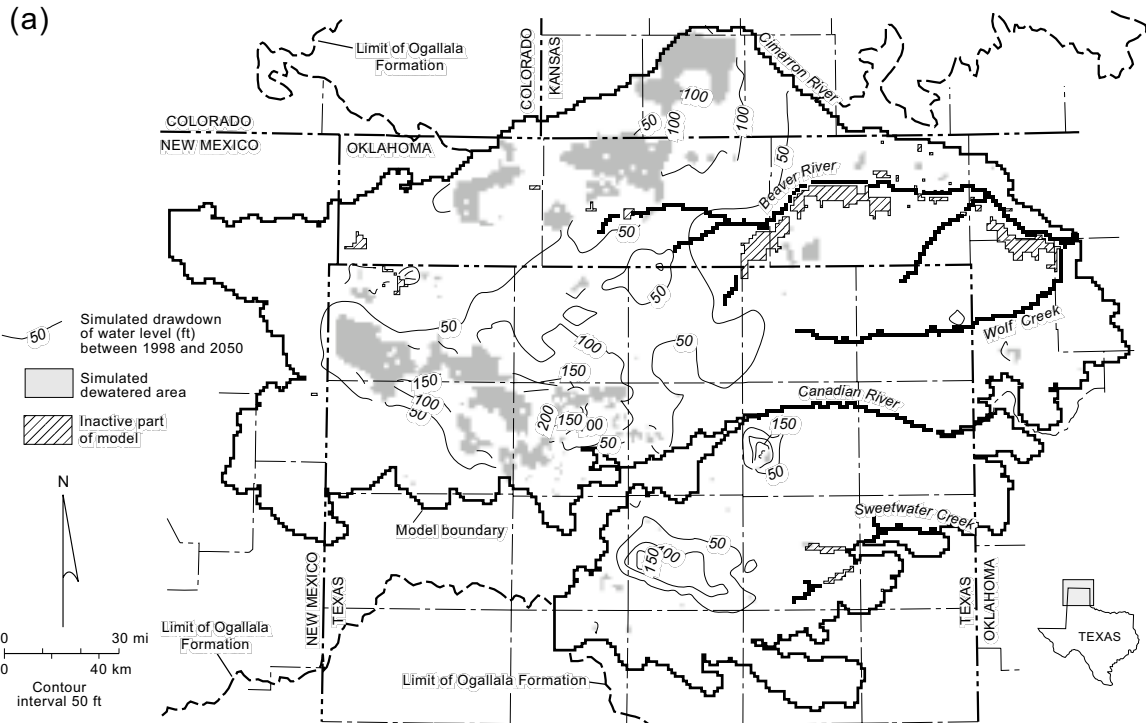 (a)
Limit of Ogallala
Formation
COLORADO
KANSAS
Cimarron River
100
50
100
100
50
COLORADO
NEW MEXICO
OKLAHOMA
Beaver River
50
50
50
Simulated drawdown
of water level (ft)
between 1998 and 2050
50
50
100
50
Wolf Creek
Simulated
dewatered area
150
150
100
50
200
150
00
50
Canadian River
150
50
Inactive part
of model
N
Model boundary
Sweetwater Creek
50
100
150
NEW MEXICO
TEXAS
TEXAS
OKLAHOMA
TEXAS
0
30 mi
0
40 km
Contour
interval 50 ft
Limit of Ogallala
Formation
Limit of Ogallala Formation